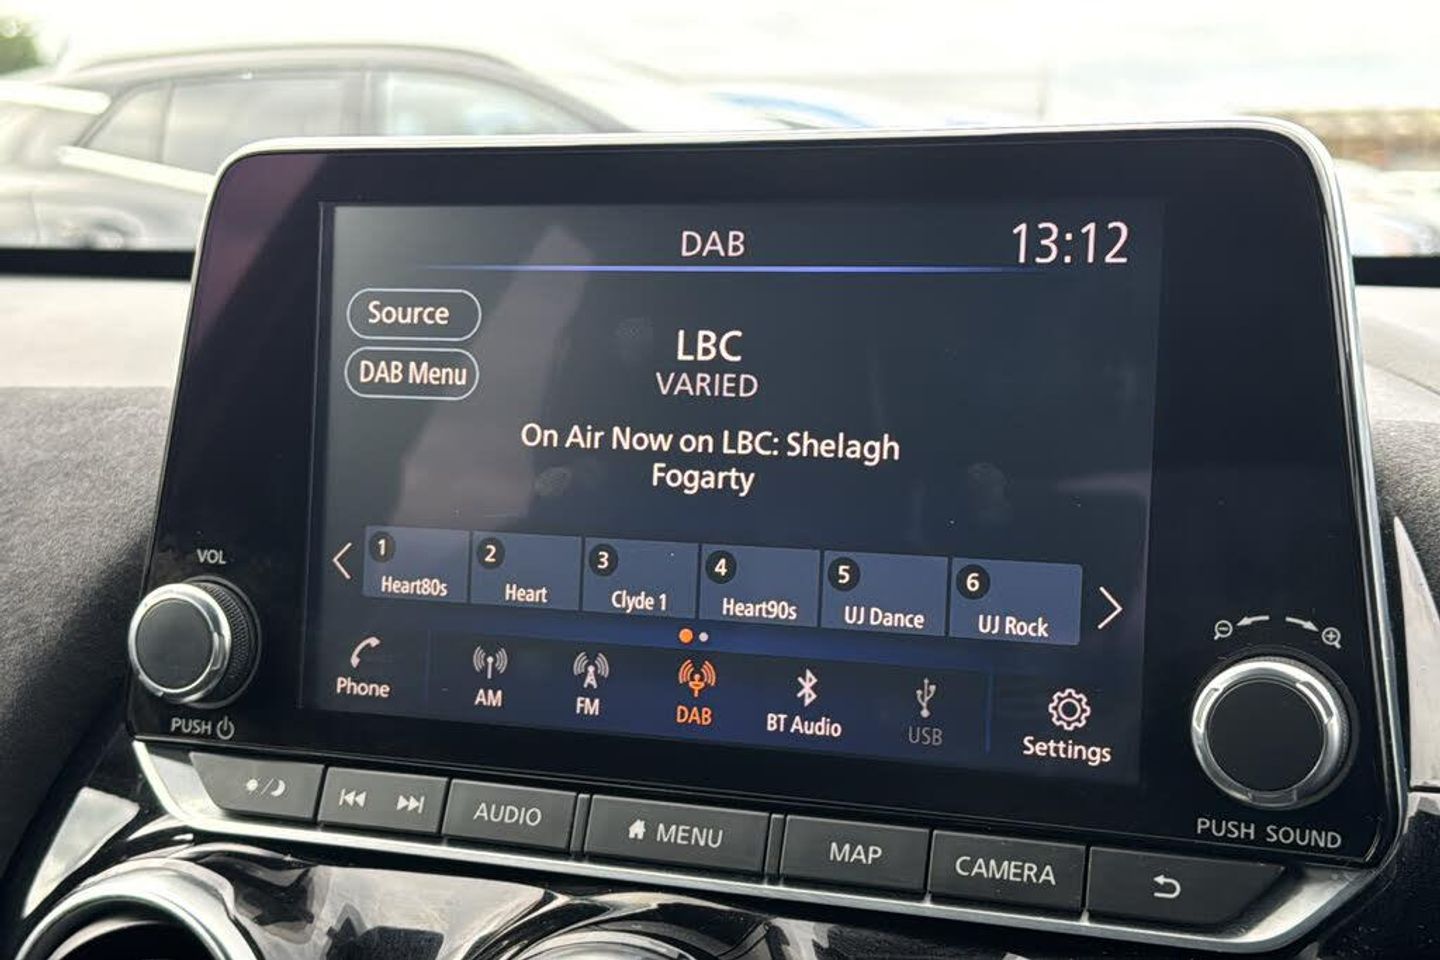 DAB
13:12
Source
DAB Menu
LBC
VARIED
On Air Now on LBC: Shelagh
Fogarty
1
Heart80s
2
Heart
3
Clyde 1
4
Heart90s
5
UJ Dance
6
UJ Rock
Phone
AM
FM
DAB
BT Audio
USB
Settings
VOL
PUSH
PUSH SOUND
AUDIO
MENU
MAP
CAMERA